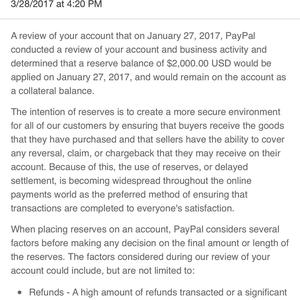 3/28/2017 at 4:20 PM
A review of your account that on January 27, 2017, PayPal
conducted a review of your account and business activity and
determined that a reserve balance of $2,000.00 USD would be
applied on January 27, 2017, and would remain on the account as
a collateral balance.
The intention of reserves is to create a more secure environment
for all of our customers by ensuring that buyers receive the goods
that they have purchased and that sellers have the ability to cover
any reversal, claim, or chargeback that they may receive on their
account. Because of this, the use of reserves, or delayed
settlement, is becoming widespread throughout the online
payments world as the preferred method of ensuring that
transactions are completed to everyone's satisfaction.
When placing reserves on an account, PayPal considers several
factors before making any decision on the final amount or length of
the reserves. The factors considered during our review of your
account could include, but are not limited to:
• Refunds - A high amount of refunds transacted or a significant